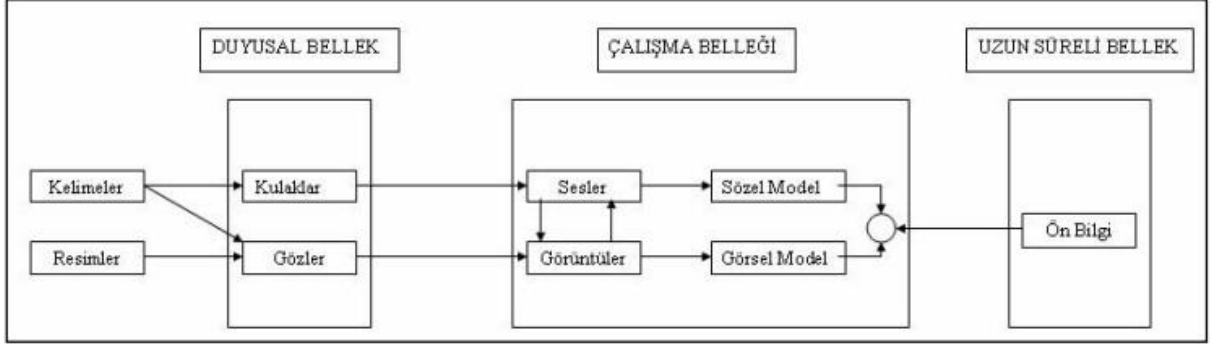 DUYUSAL BELLEK
ÇALIŞMA BELLEĞİ
UZUN SÜRELİ BELLEK
Kelimeler
Kulaklar
Sesler
Sözel Model
Ön Bilgi
Resimler
Gözler
Görüntüler
Görsel Model